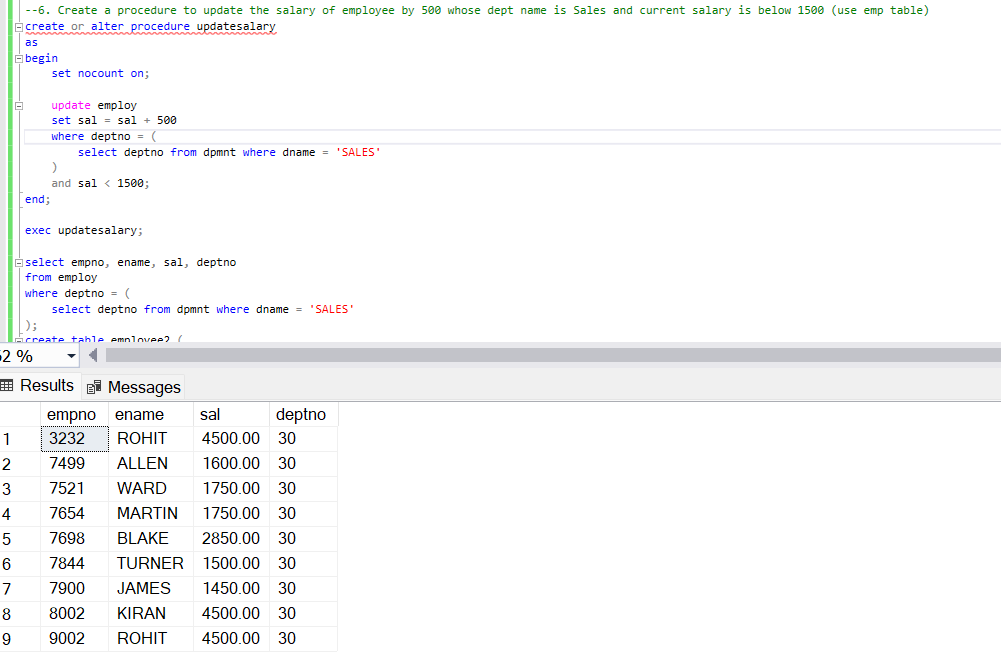 --6. Create a procedure to update the salary of employee by 500 whose dept name is Sales and current salary is below 1500 (use emp table)
create or alter procedure updatesalary
as
begin
set nocount on;
update employ
set sal = sal + 500
where deptno = (
select deptno from dpmnt where dname = 'SALES'
)
and sal < 1500;
end;
exec updatesalary;
select empno, ename, sal, deptno
from employ
where deptno = (
select deptno from dpmnt where dname = 'SALES'
);
create table employee2 (
2 %
Results Messages
empno ename sal deptno
1 3232 ROHIT 4500.00 30
2 7499 ALLEN 1600.00 30
3 7521 WARD 1750.00 30
4 7654 MARTIN 1750.00 30
5 7698 BLAKE 2850.00 30
6 7844 TURNER 1500.00 30
7 7900 JAMES 1450.00 30
8 8002 KIRAN 4500.00 30
9 9002 ROHIT 4500.00 30